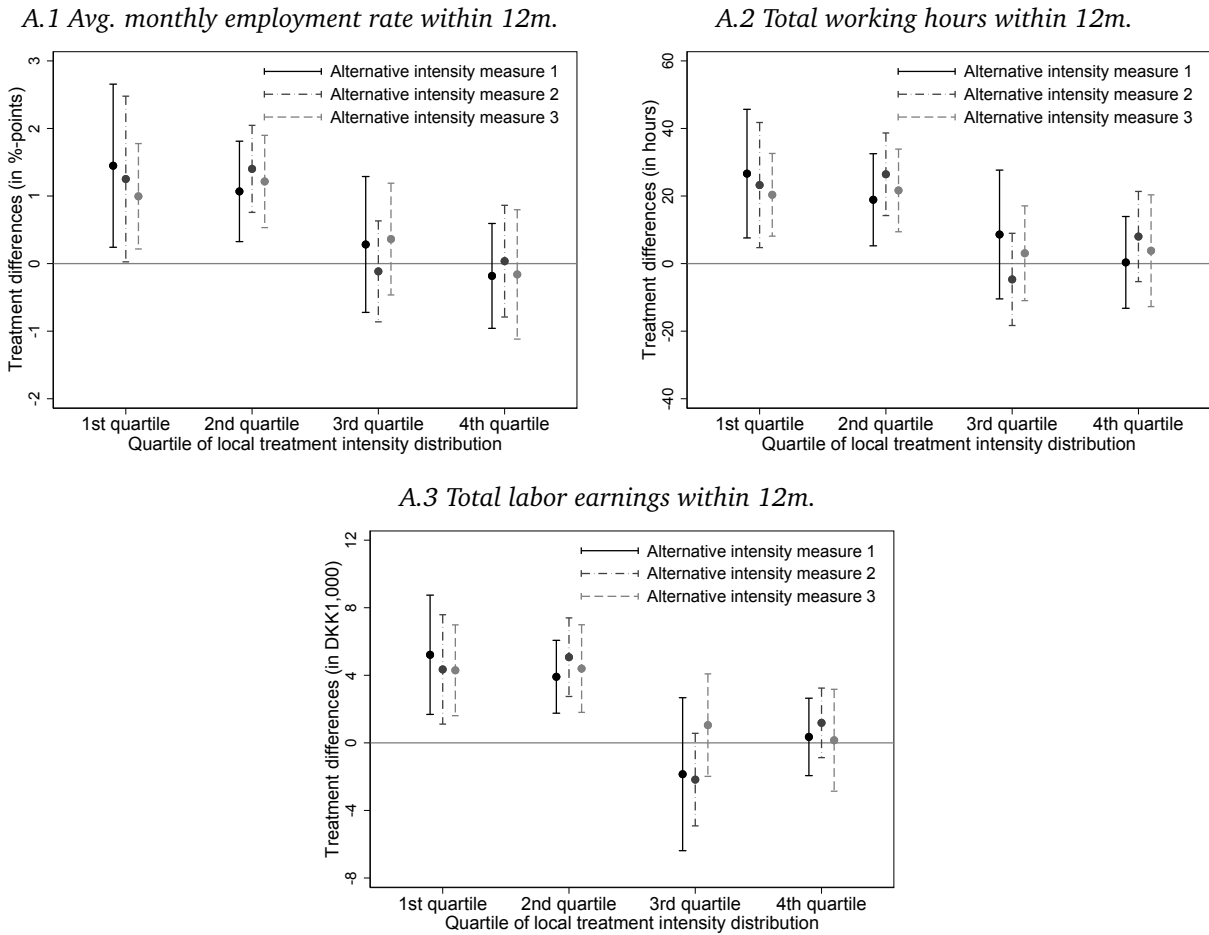 A.1 Avg. monthly employment rate within 12m.
Treatment differences (in %-points)
3
2
1
0
-1
-2
Alternative intensity measure 1
Alternative intensity measure 2
Alternative intensity measure 3
1st quartile 2nd quartile 3rd quartile 4th quartile
Quartile of local treatment intensity distribution
A.2 Total working hours within 12m.
Treatment differences (in hours)
60
40
20
0
-20
-40
Alternative intensity measure 1
Alternative intensity measure 2
Alternative intensity measure 3
1st quartile 2nd quartile 3rd quartile 4th quartile
Quartile of local treatment intensity distribution
A.3 Total labor earnings within 12m.
Treatment differences (in DKK1,000)
12
8
4
0
-4
-8
Alternative intensity measure 1
Alternative intensity measure 2
Alternative intensity measure 3
1st quartile 2nd quartile 3rd quartile 4th quartile
Quartile of local treatment intensity distribution